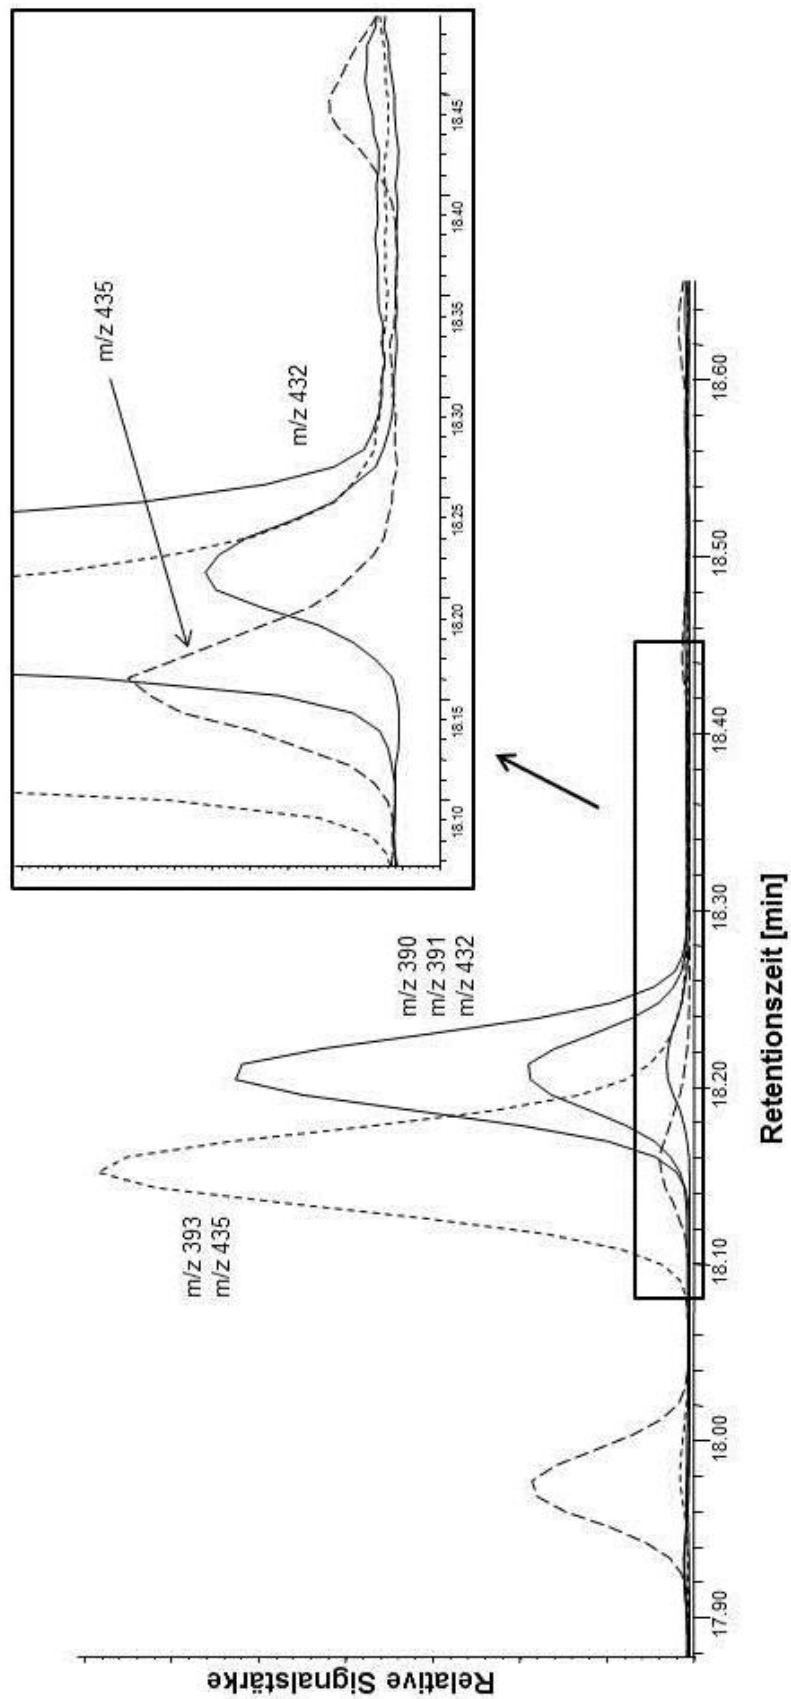 m/z 435
m/z 432
18.10
18.15
18.20
18.25
18.30
18.35
18.40
18.45
m/z 393
m/z 435
m/z 390
m/z 391
m/z 432
Relative Signalstärke
17.90
18.00
18.10
18.20
18.30
18.40
18.50
18.60
Retentionszeit [min]